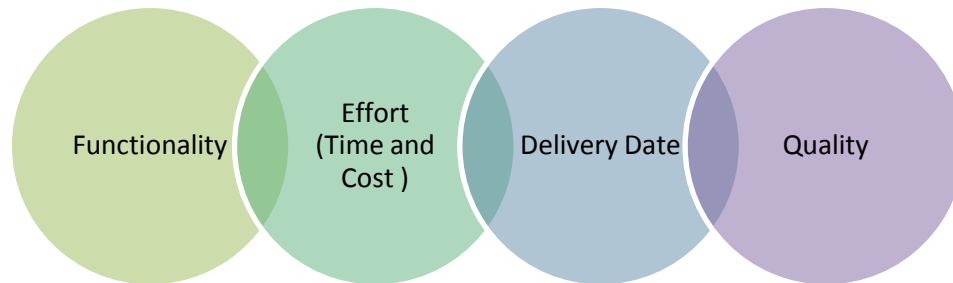 Functionality
Effort
(Time and
Cost )
Delivery Date
Quality